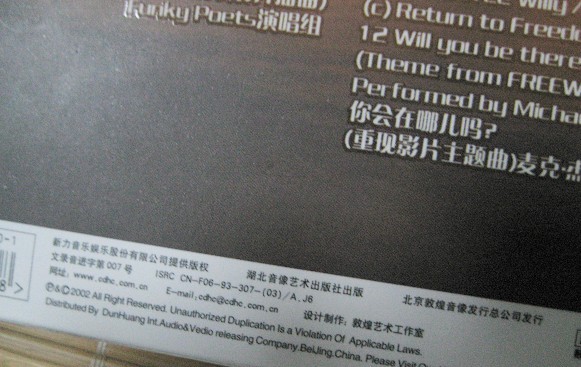 Funky Poets演唱组
(c) Return to Freedo
12 Will you be there
(Theme from FREEW
Performed by Micha
你会在哪儿吗?
(重现影片主题曲)麦克·杰
新力音乐娱乐股份有限公司提供版权
文录音进字第007号
网址: www.cdhc.com.cn
ISRC CN-F06-93-307-(03)/A.J6
E-mail,cdhc@cdhc.com.cn
湖北音像艺术出版社出版
设计制作: 敦煌艺术工作室
北京敦煌音像发行总公司发行
℗&©2002 All Right Reserved. Unauthorized Duplication Is a Violation Of Applicable Laws.
Distributed By DunHuang Int.Audio&Vedio releasing Company.BeiJing.China. Please Visit Ou